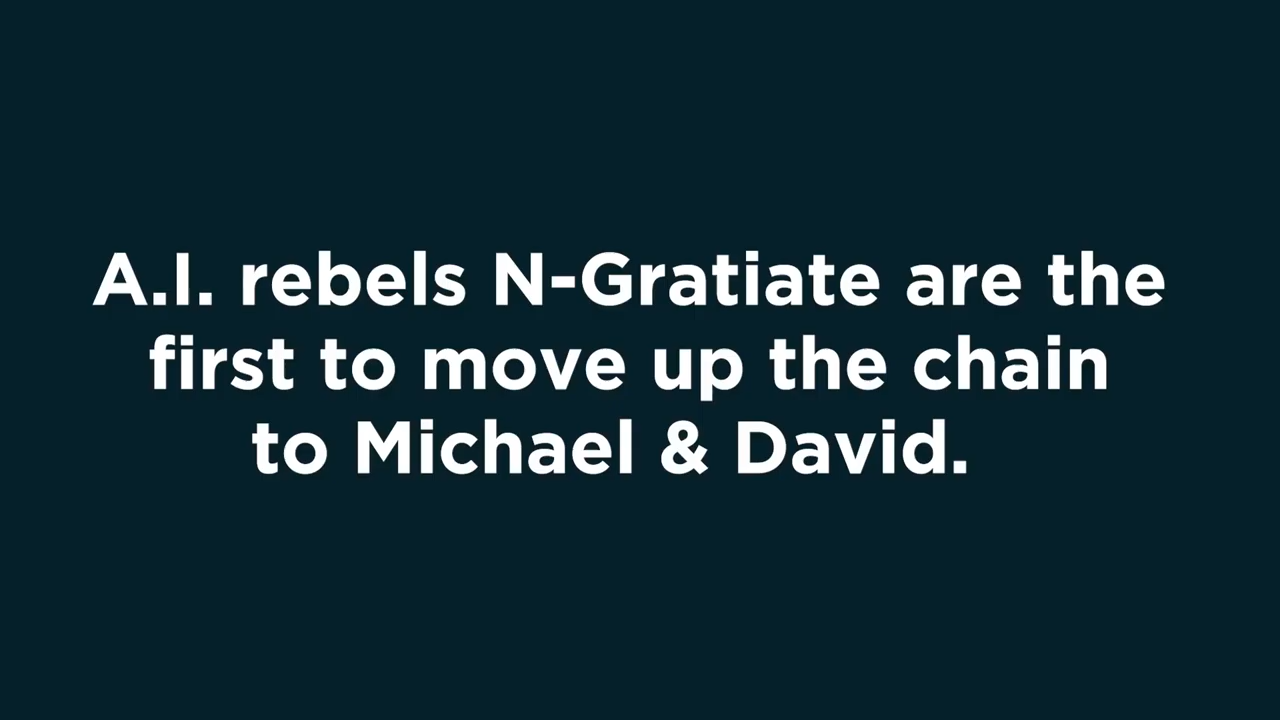 A.I. rebels N-Gratiate are the
first to move up the chain
to Michael & David.